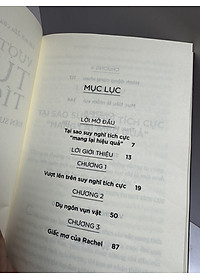 MỤC LỤC
LỜI MỞ ĐẦU
Tại sao suy nghĩ tích cực
"mang lại hiệu quả" 7
LỜI GIỚI THIỆU 13
CHƯƠNG 1
Vượt lên trên suy nghĩ tích cực 19
CHƯƠNG 2
Dụ ngôn vụn vặt 50
CHƯƠNG 3
Giấc mơ của Rachel 87